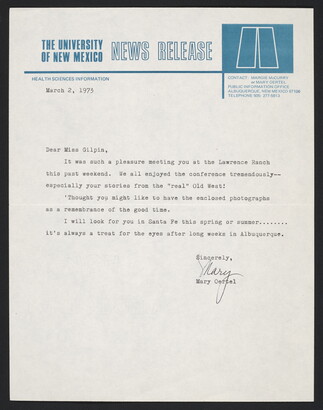 THE UNIVERSITY
OF NEW MEXICO
NEWS RELEASE
HEALTH SCIENCES INFORMATION
CONTACT: MARGIE McCURRY
or MARY OERTEL
PUBLIC INFORMATION OFFICE
ALBUQUERQUE, NEW MEXICO 87106
TELEPHONE 505: 277-5813
March 2, 1973
Dear Miss Gilpin,
It was such a pleasure meeting you at the Lawrence Ranch
this past weekend. We all enjoyed the conference tremendously--
especially your stories from the "real" Old West!
'Thought you might like to have the enclosed photographs
as a remembrance of the good time.
I will look for you in Santa Fe this spring or summer........
it's always a treat for the eyes after long weeks in Albuquerque.
Sincerely,
Mary
Mary Oertel